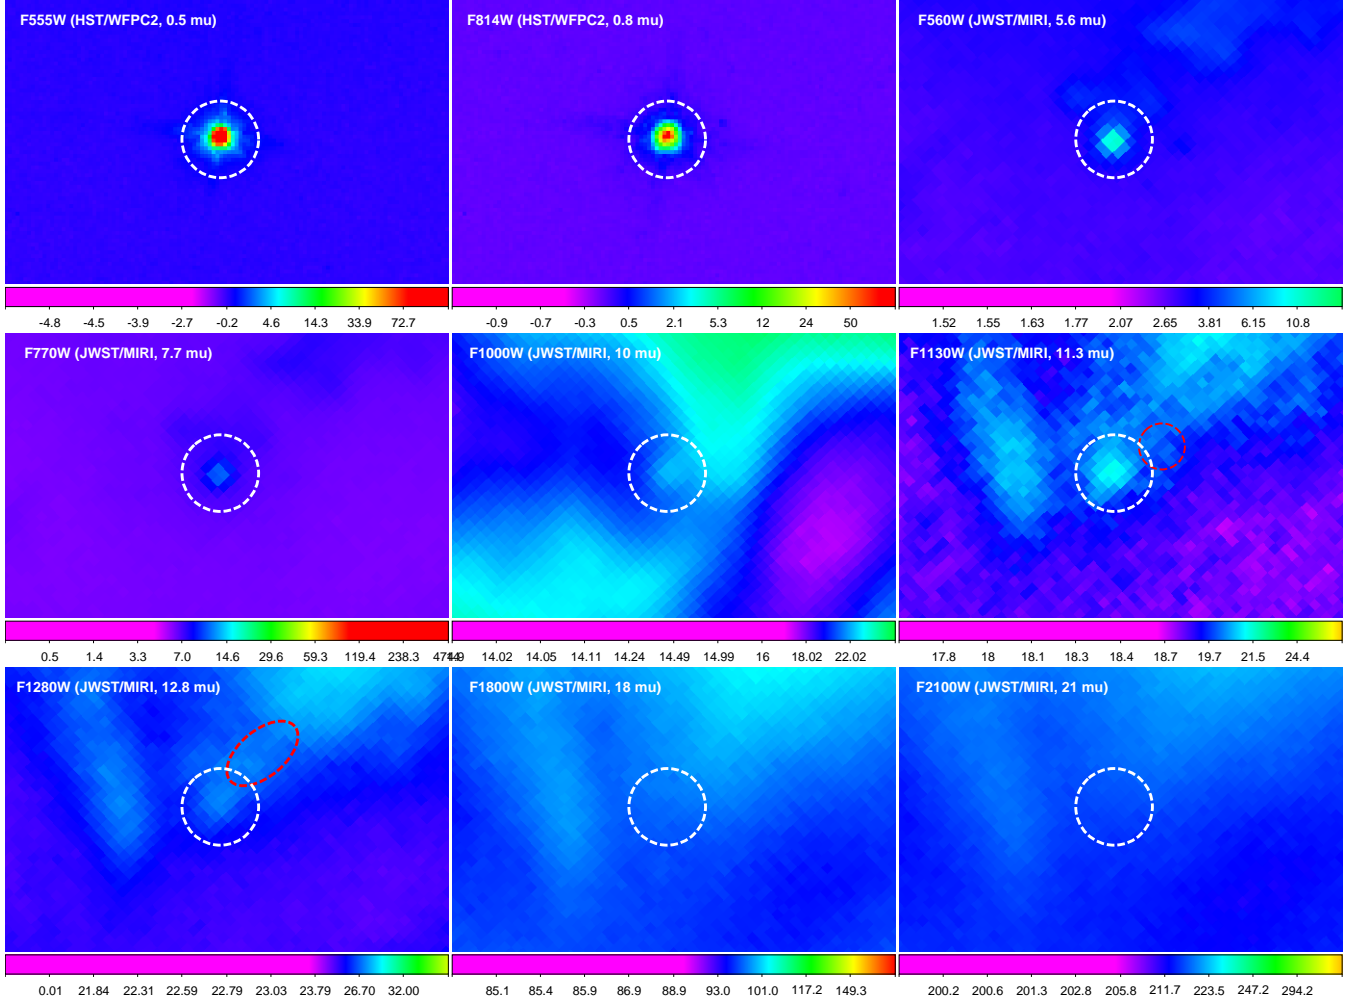 F555W (HST/WFPC2, 0.5 mu)
F814W (HST/WFPC2, 0.8 mu)
F560W (JWST/MIRI, 5.6 mu)
-4.8 -4.5 -3.9 -2.7 -0.2 4.6 14.3 33.9 72.7
-0.9 -0.7 -0.3 0.5 2.1 5.3 12 24 50
1.52 1.55 1.63 1.77 2.07 2.65 3.81 6.15 10.8
F770W (JWST/MIRI, 7.7 mu)
F1000W (JWST/MIRI, 10 mu)
F1130W (JWST/MIRI, 11.3 mu)
0.5 1.4 3.3 7.0 14.6 29.6 59.3 119.4 238.3
14.02 14.05 14.11 14.24 14.49 14.99 16 18.02 22.02
17.8 18 18.1 18.3 18.4 18.7 19.7 21.5 24.4
F1280W (JWST/MIRI, 12.8 mu)
F1800W (JWST/MIRI, 18 mu)
F2100W (JWST/MIRI, 21 mu)
0.01 21.84 22.31 22.59 22.79 23.03 23.79 26.70 32.00
85.1 85.4 85.9 86.9 88.9 93.0 101.0 117.2 149.3
200.2 200.6 201.3 202.8 205.8 211.7 223.5 247.2 294.2